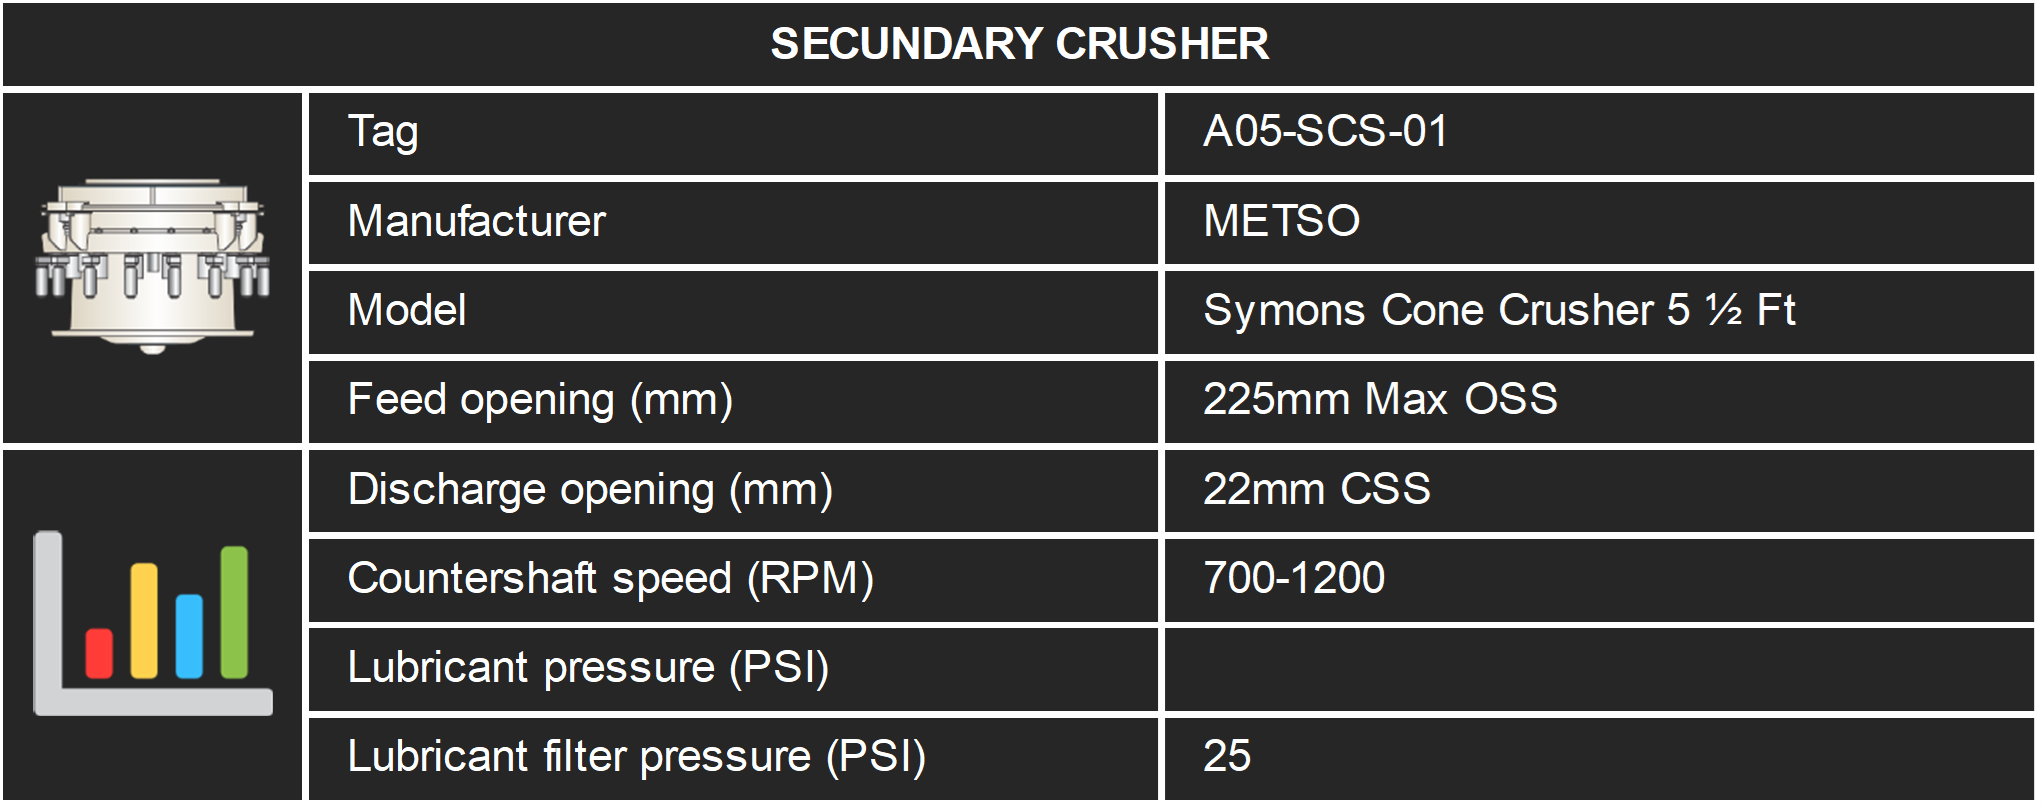 SECUNDARY CRUSHER
Tag A05-SCS-01
Manufacturer METSO
Model Symons Cone Crusher 5 ½ Ft
Feed opening (mm) 225mm Max OSS
Discharge opening (mm) 22mm CSS
Countershaft speed (RPM) 700-1200
Lubricant pressure (PSI)
Lubricant filter pressure (PSI) 25